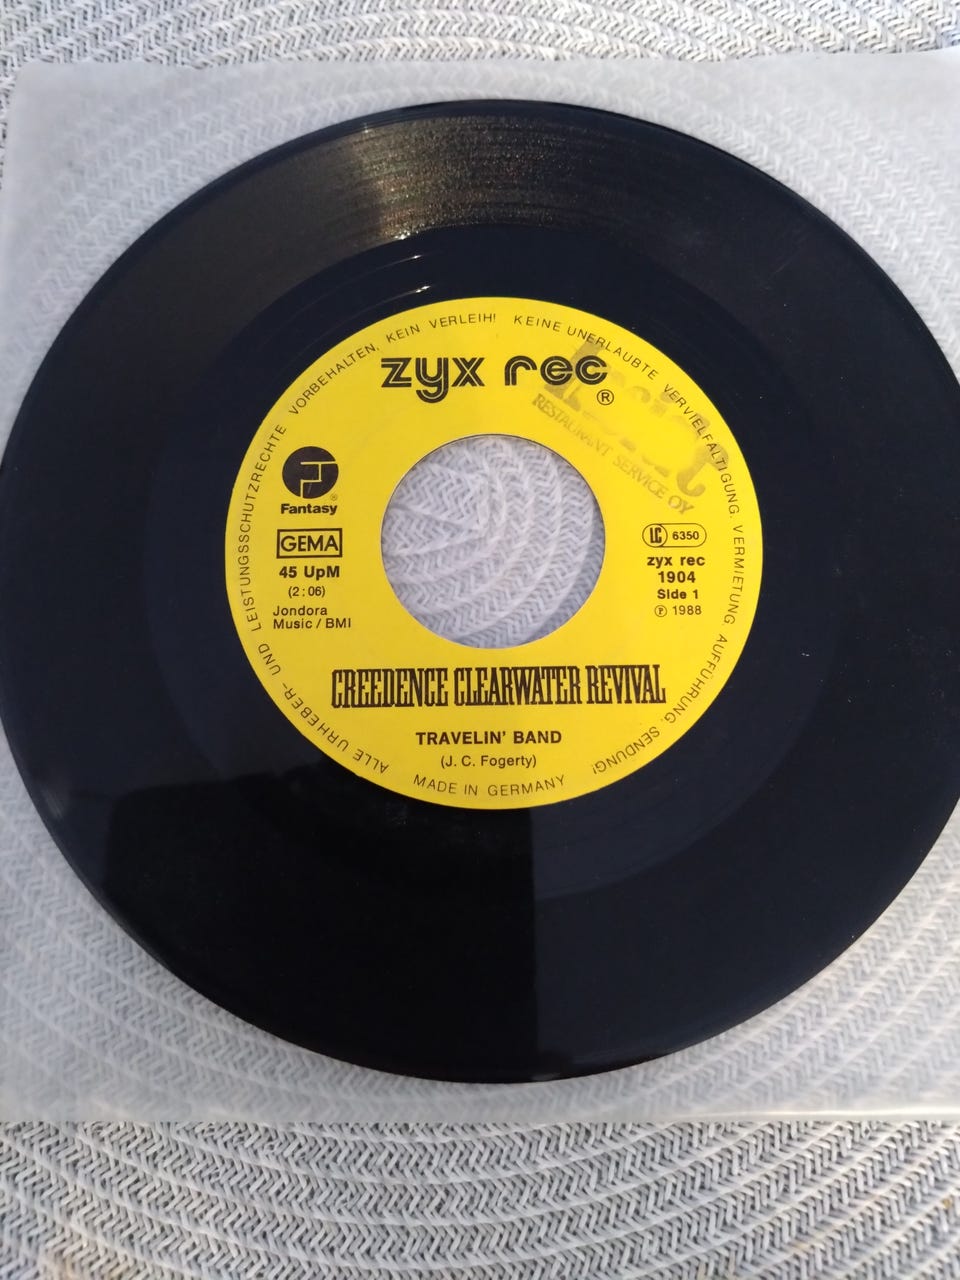 ALLE URHEBER- UND LEISTUNGSSCHUTZRECHTE VORBEHALTEN, KEIN VERLEIH! KEINE UNERLAUBTE VERVIELFÄLTIGUNG, VERMIETUNG, AUFFÜHRUNG, SENDUNG!
zyx rec
®
RESTAURANT SERVICE OY
Fantasy ®
GEMA
45 UpM
(2:06)
Jondora
Music / BMI
LC 6350
zyx rec
1904
Side 1
℗ 1988
CREEDENCE CLEARWATER REVIVAL
TRAVELIN' BAND
(J. C. Fogerty)
MADE IN GERMANY